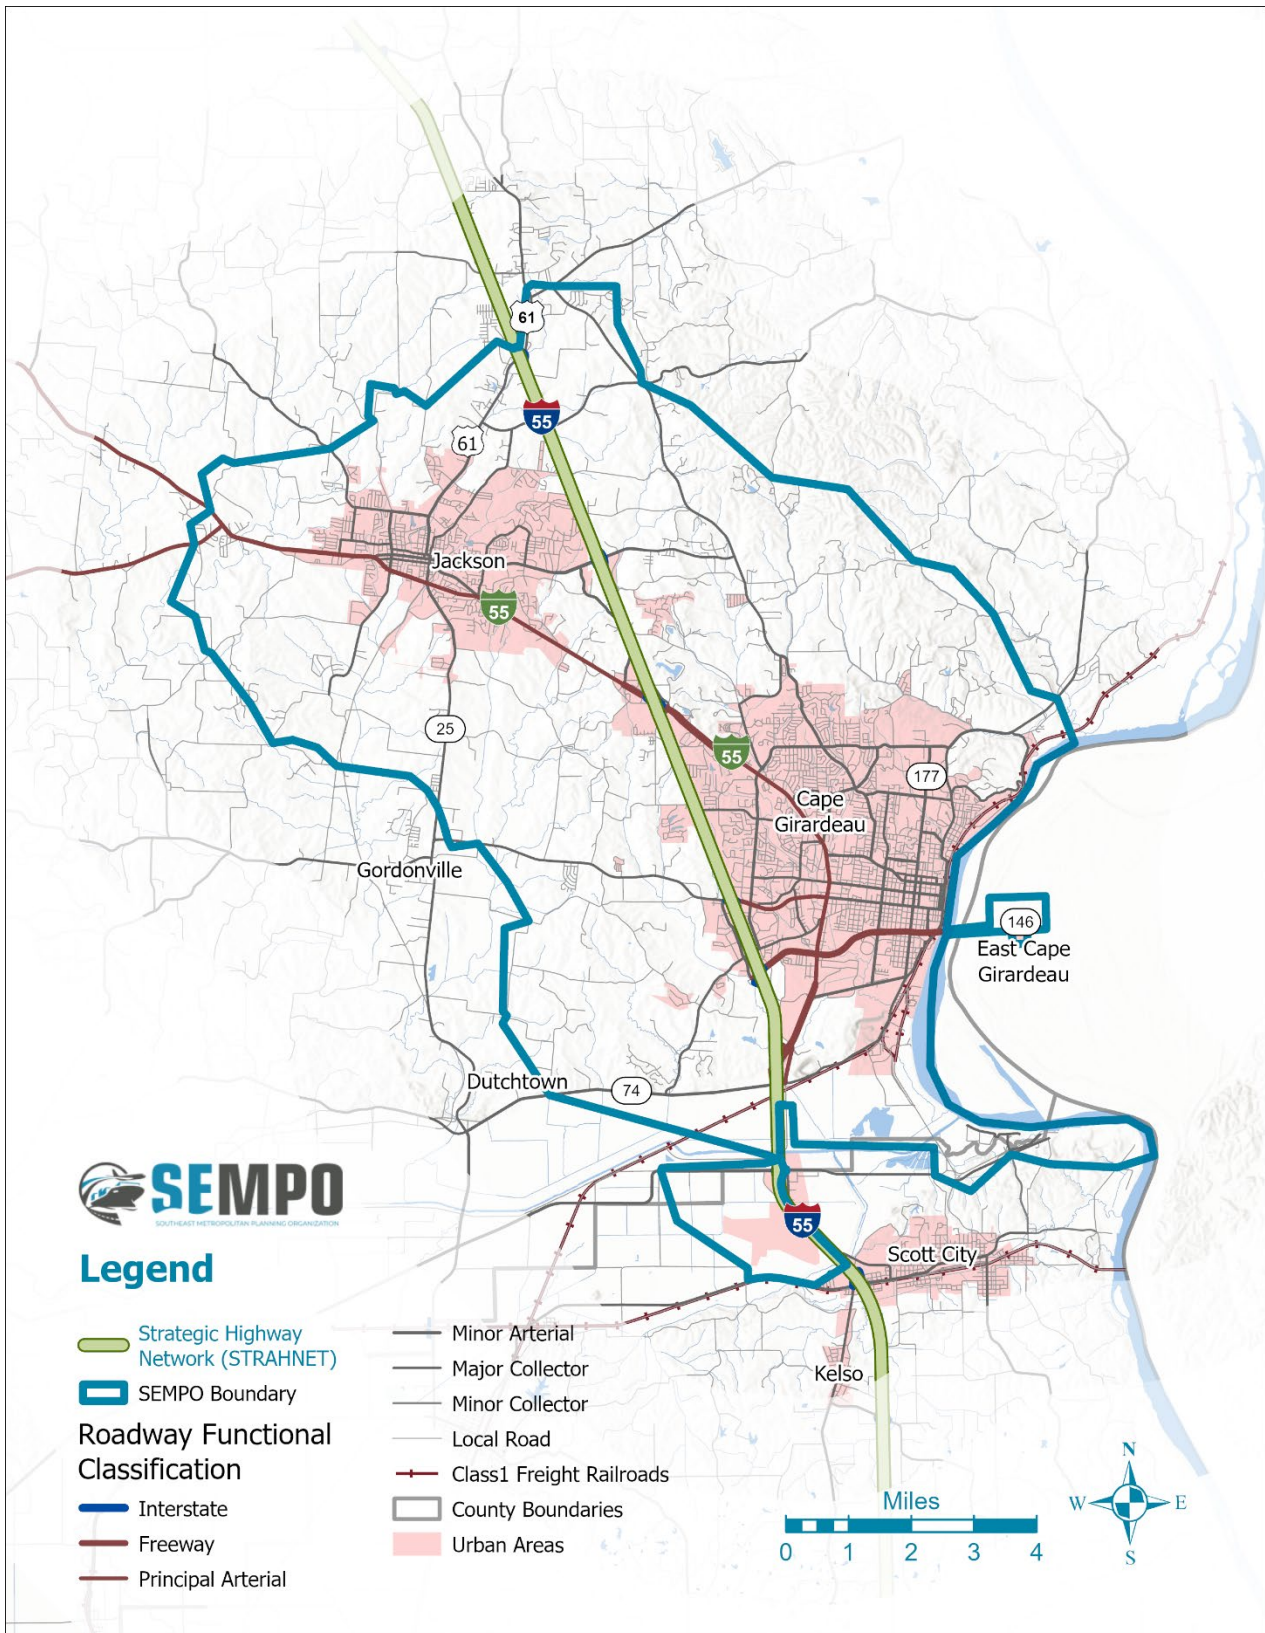 61
55
61
Jackson
55
25
55
177
Cape
Girardeau
Gordonville
146
East Cape
Girardeau
Dutchtown
74
SEMPO
SOUTHEAST METROPOLITAN PLANNING ORGANIZATION
55
Scott City
Kelso
Legend
Strategic Highway
Network (STRAHNET)
SEMPO Boundary
Roadway Functional
Classification
Interstate
Freeway
Principal Arterial
Minor Arterial
Major Collector
Minor Collector
Local Road
Class1 Freight Railroads
County Boundaries
Urban Areas
Miles
0 1 2 3 4
N
W E
S